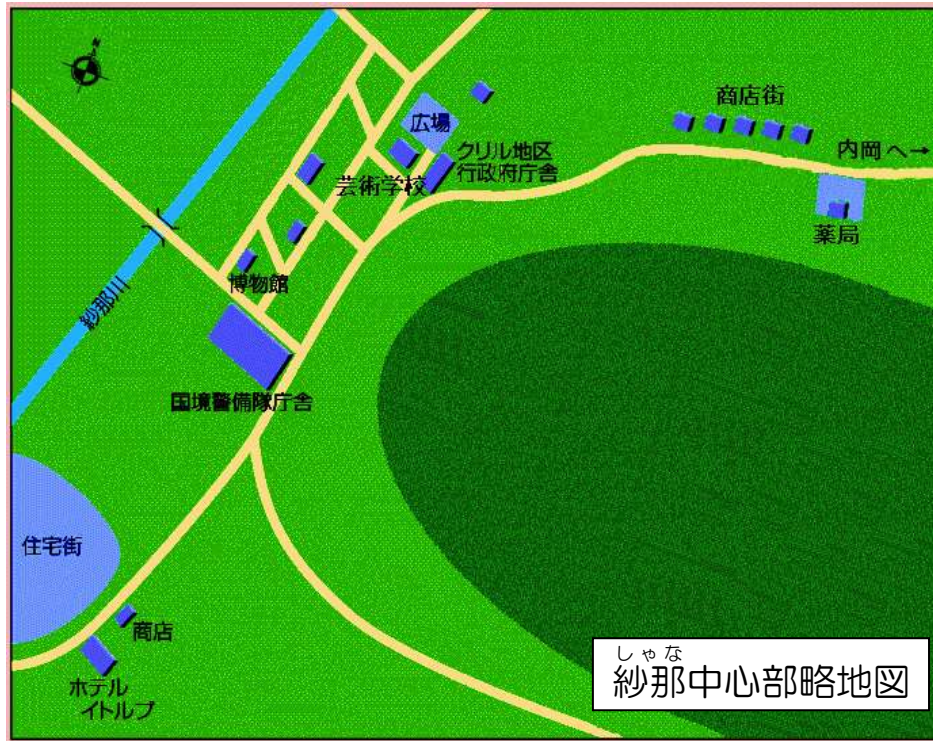 N
商店街
広場
内岡へ→
クリル地区
行政府庁舎
芸術学校
薬局
博物館
紗那川
国境警備隊庁舎
住宅街
商店
ホテル
イトルプ
しゃな
紗那中心部略地図